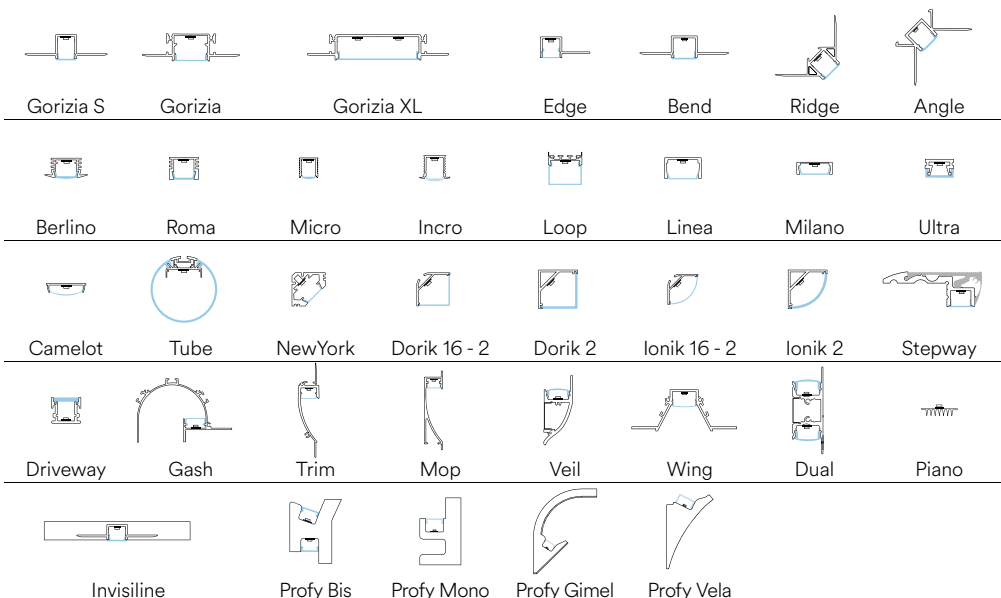 Gorizia S Gorizia Gorizia XL Edge Bend Ridge Angle
Berlino Roma Micro Incro Loop Linea Milano Ultra
Camelot Tube NewYork Dorik 16 - 2 Dorik 2 Ionik 16 - 2 Ionik 2 Stepway
Driveway Gash Trim Mop Veil Wing Dual Piano
Invisiline Profy Bis Profy Mono Profy Gimel Profy Vela